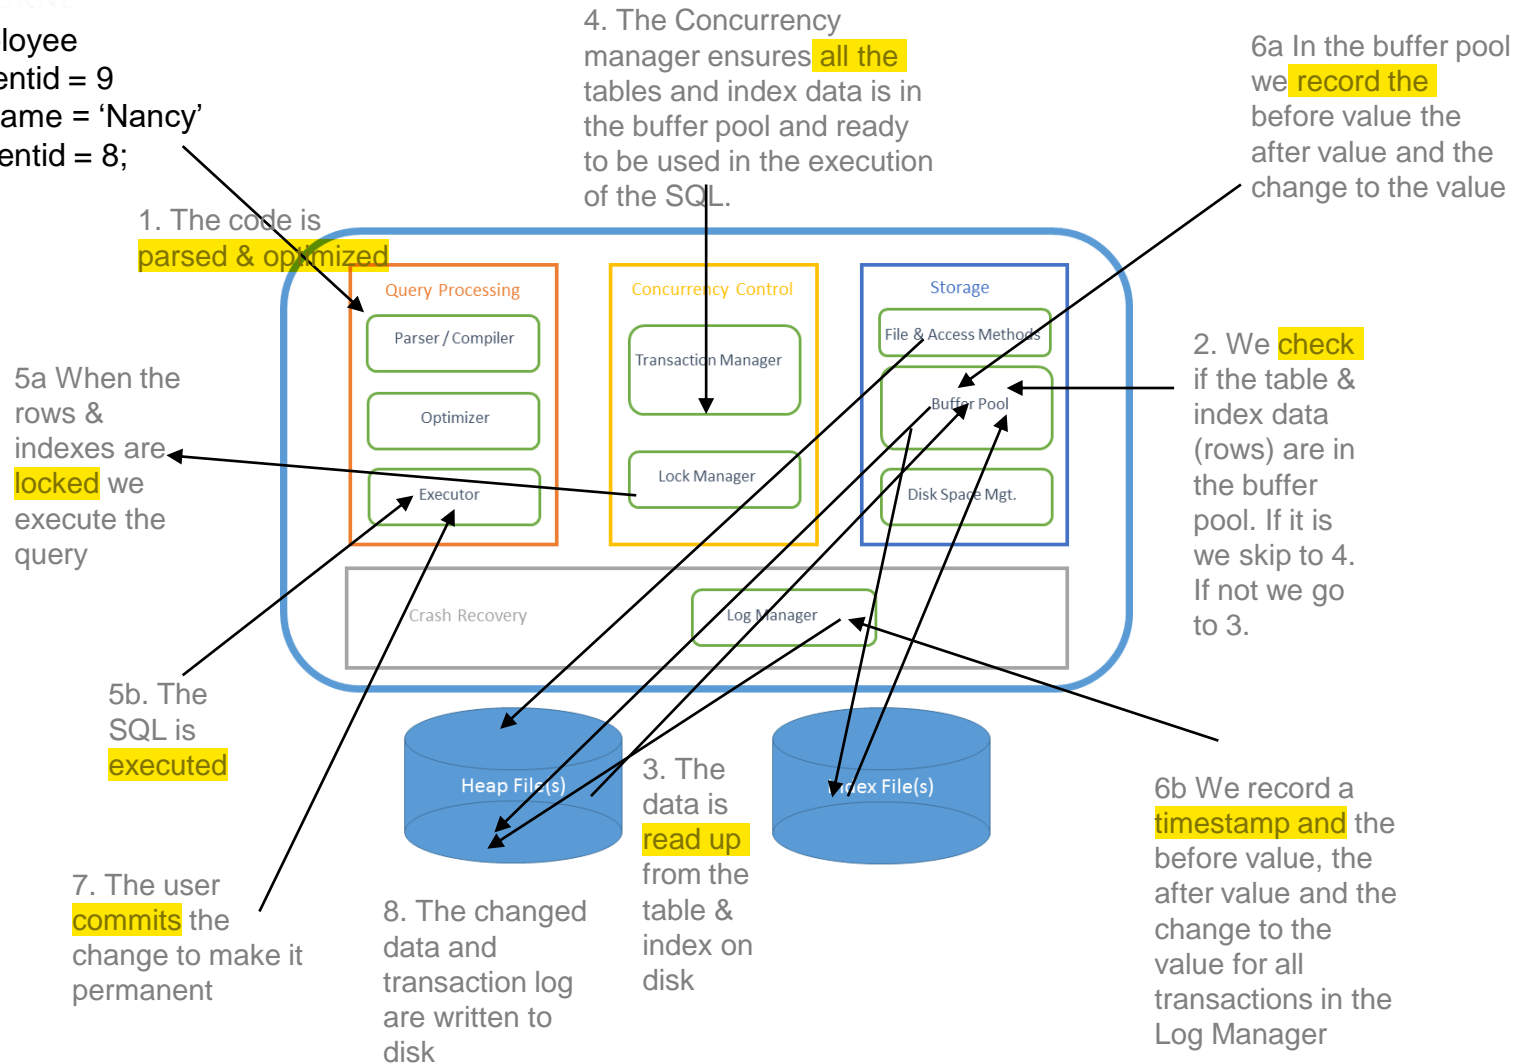 loyee
entid = 9
ame = ‘Nancy’
entid = 8;
1. The code is
parsed & optimized
4. The Concurrency
manager ensures all the
tables and index data is in
the buffer pool and ready
to be used in the execution
of the SQL.
6a In the buffer pool
we record the
before value the
after value and the
change to the value
Query Processing
Parser / Compiler
Optimizer
Executor
Concurrency Control
Transaction Manager
Lock Manager
Storage
File & Access Methods
Buffer Pool
Disk Space Mgt.
2. We check
if the table &
index data
(rows) are in
the buffer
pool. If it is
we skip to 4.
If not we go
to 3.
5a When the
rows &
indexes are
locked we
execute the
query
Crash Recovery
Log Manager
5b. The
SQL is
executed
Heap File(s)
Index File(s)
3. The
data is
read up
from the
table &
index on
disk
6b We record a
timestamp and the
before value, the
after value and the
change to the
value for all
transactions in the
Log Manager
7. The user
commits the
change to make it
permanent
8. The changed
data and
transaction log
are written to
disk